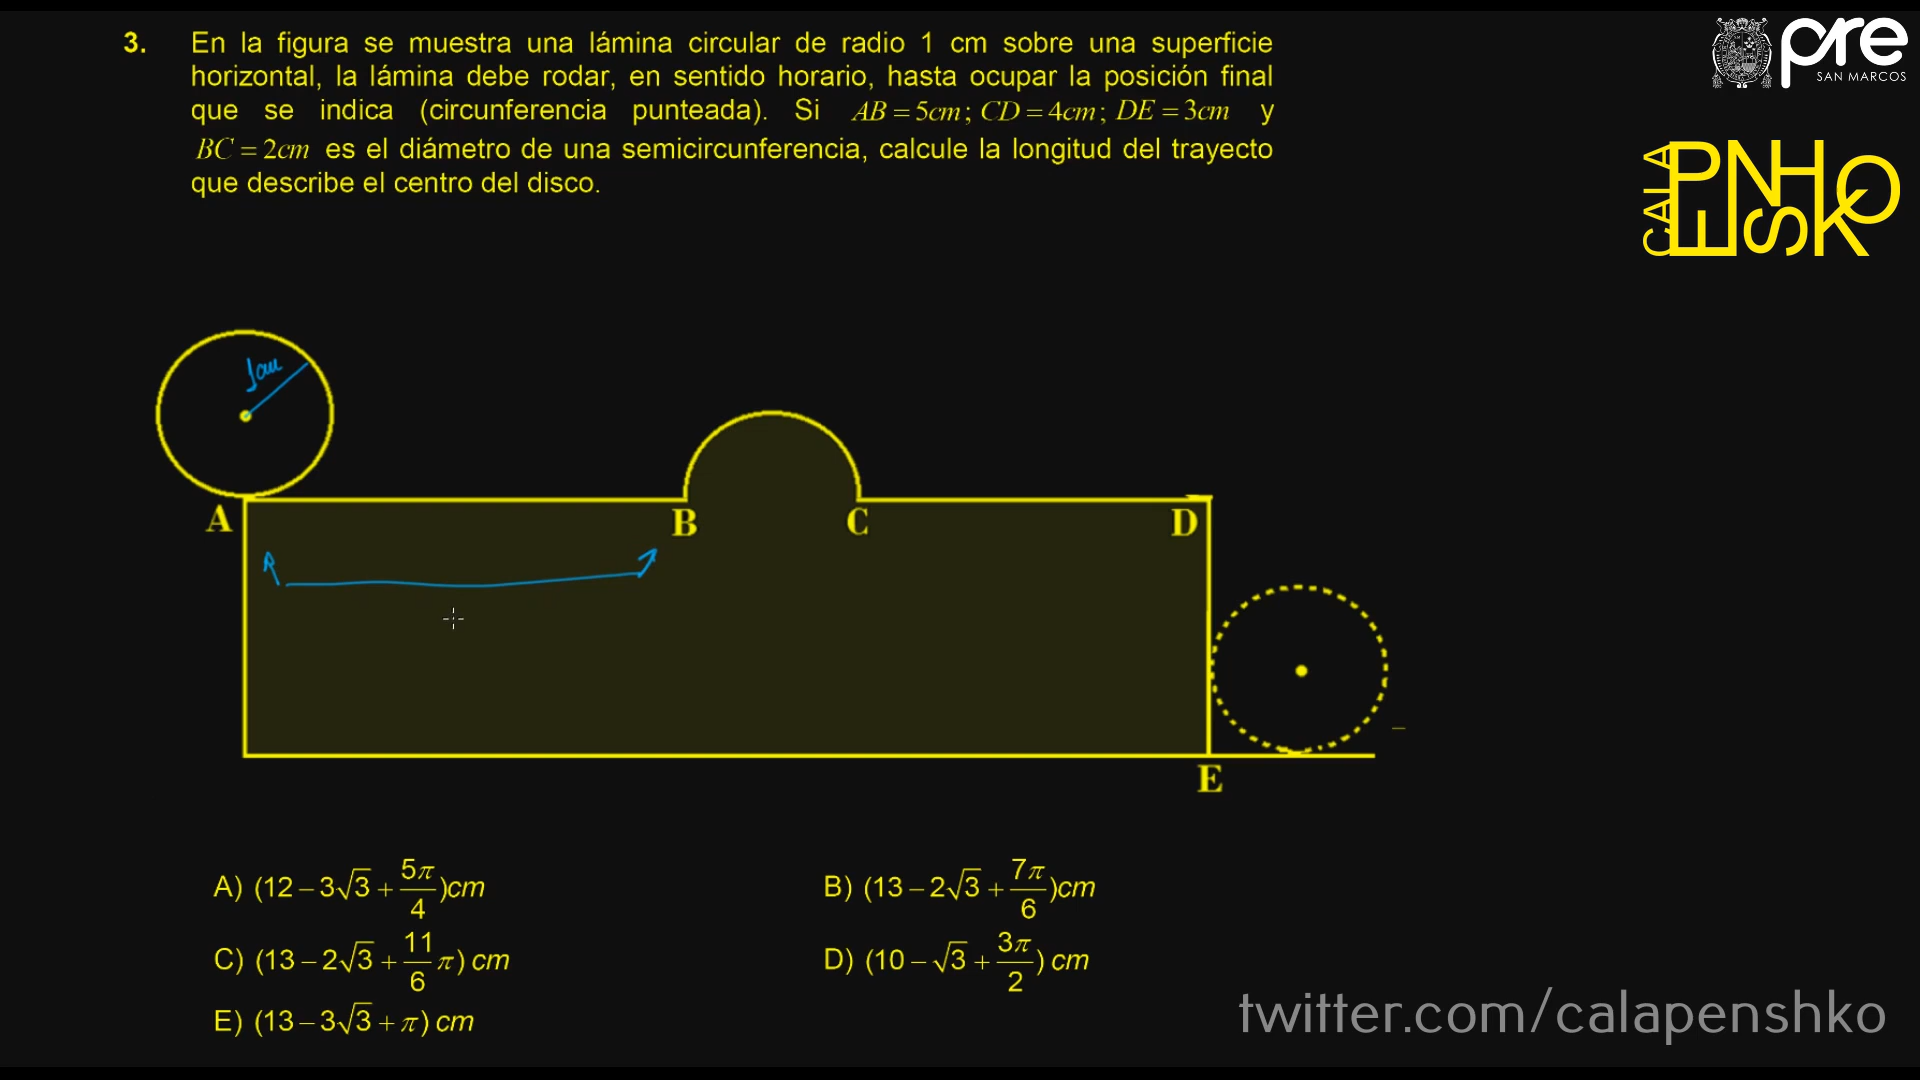 3. En la figura se muestra una lámina circular de radio 1 cm sobre una superficie
horizontal, la lámina debe rodar, en sentido horario, hasta ocupar la posición final
que se indica (circunferencia punteada). Si AB = 5cm; CD = 4cm; DE = 3cm y
BC = 2cm es el diámetro de una semicircunferencia, calcule la longitud del trayecto
que describe el centro del disco.
pre
SAN MARCOS
CALA
PENSHKO
1cm
A
B
C
D
E
A) (12 – 3√3 + 5π/4)cm
B) (13 – 2√3 + 7π/6)cm
C) (13 – 2√3 + 11/6 π) cm
D) (10 – √3 + 3π/2) cm
E) (13 – 3√3 + π) cm
twitter.com/calapenshko